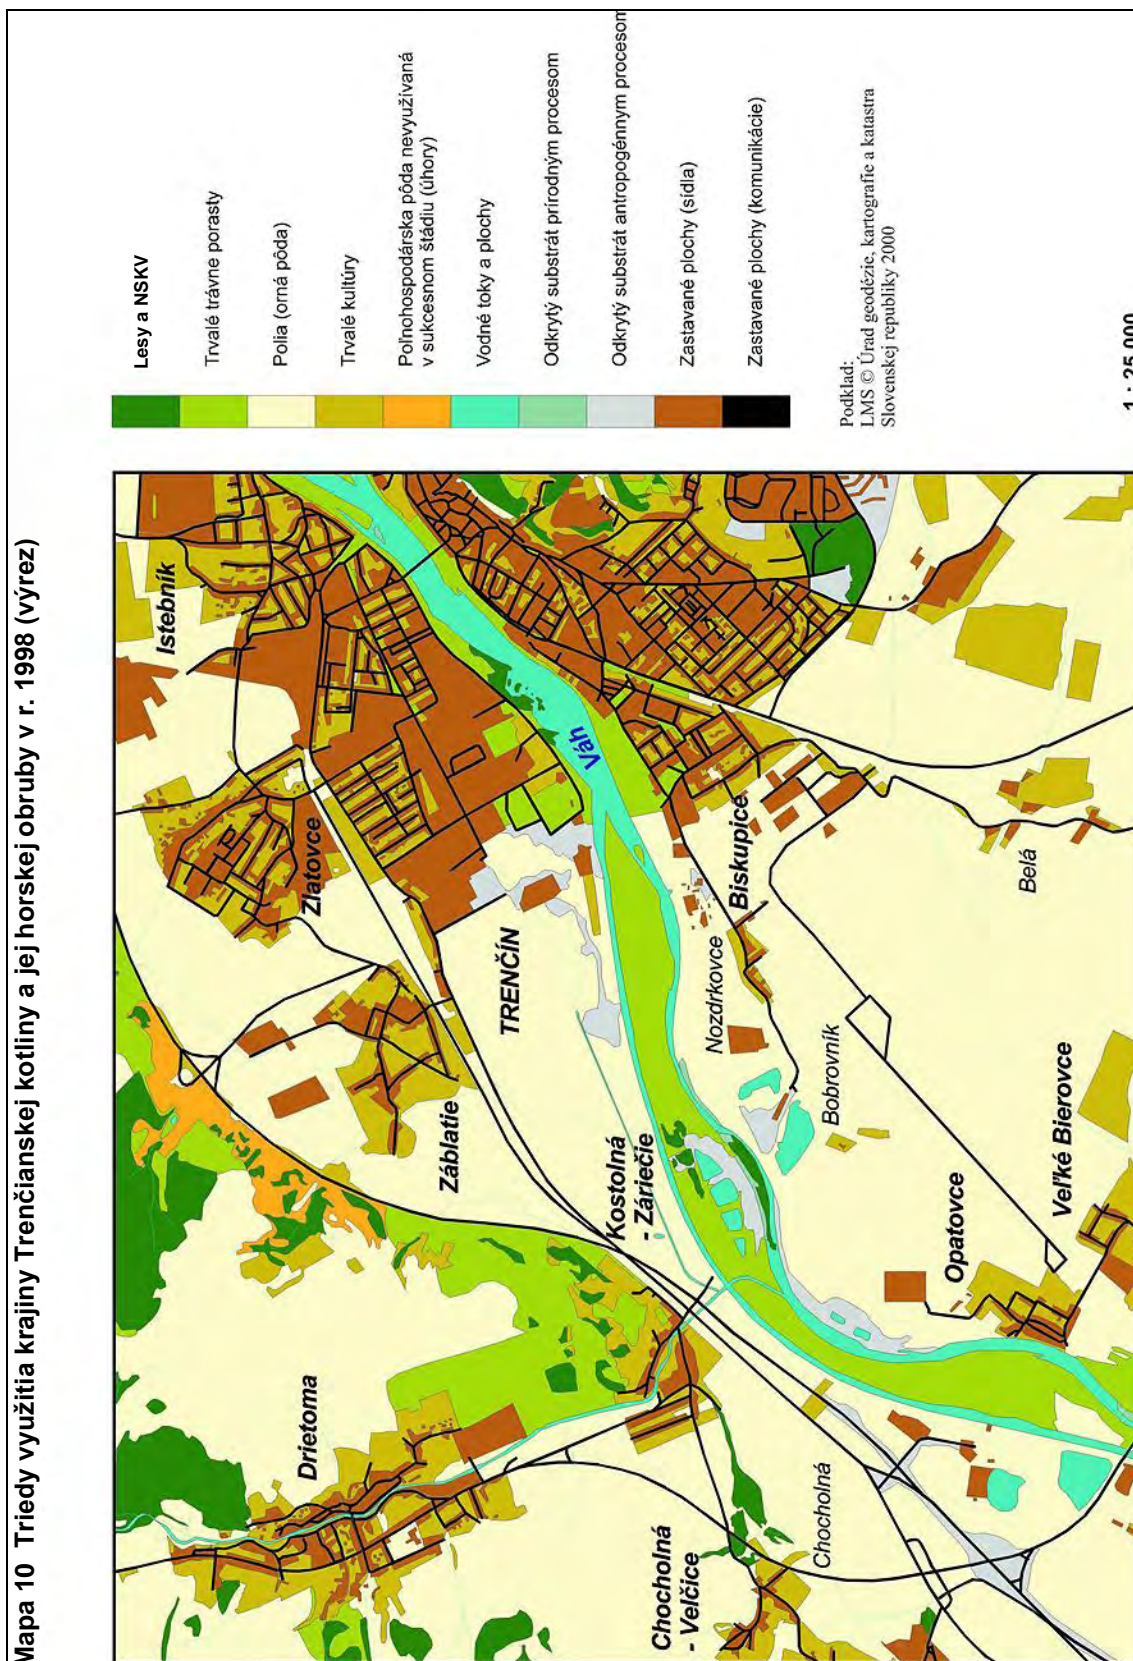 Mapa 10 Triedy využitia krajiny Trenčianskej kotliny a jej horskej obruby v r. 1998 (výrez)
Lesy a NSKV
Trvalé trávne porasty
Polia (orná pôda)
Trvalé kultúry
Poľnohospodárska pôda nevyužívaná
v sukcesnom štádiu (úhory)
Vodné toky a plochy
Odkrytý substrát prírodným procesom
Odkrytý substrát antropogénnym procesom
Zastavané plochy (sídla)
Zastavané plochy (komunikácie)
Podklad:
LMS © Úrad geodézie, kartografie a katastra
Slovenskej republiky 2000
1 : 25 000
Istebník
Zlatovce
Záblatie
Drietoma
TRENČÍN
Váh
Kostolná
- Záriečie
Biskupice
Nozdrkovce
Bobrovník
Belá
Opatovce
Veľké Bierovce
Chocholná
- Velčice
Chocholná